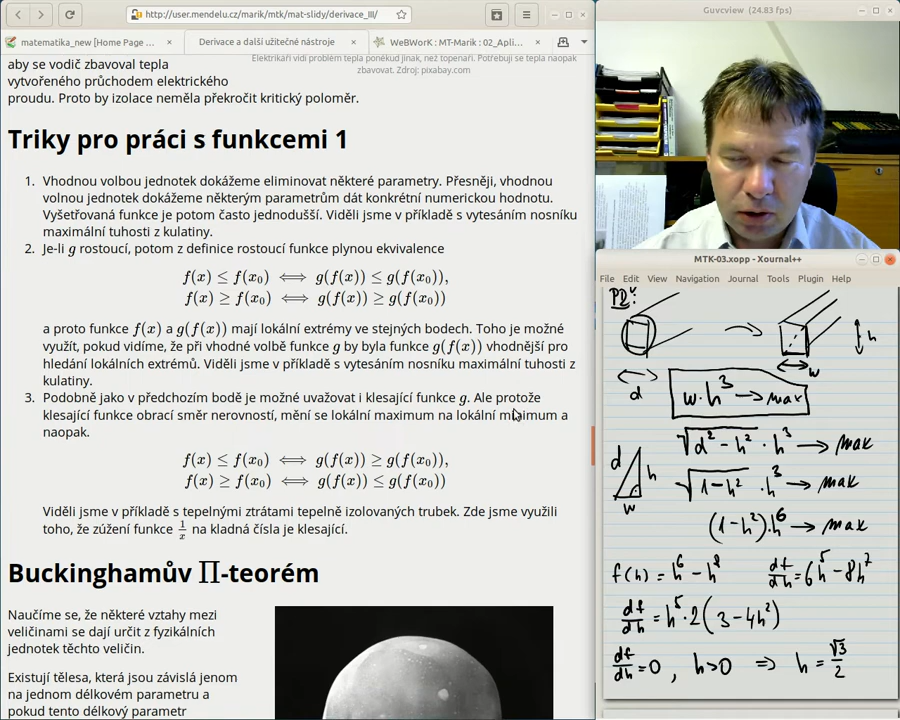 http://user.mendelu.cz/marik/mtk/mat-slidy/derivace_III/
matematika_new [Home Page ...
Derivace a další užitečné nástroje
WeBWorK : MT-Marik : 02_Apli...
aby se vodič zbavoval tepla
vytvořeného průchodem elektrického
proudu. Proto by izolace neměla překročit kritický poloměr.
Elektrikáři vidí problém tepla poněkud jinak, než topenáři. Potřebují se tepla naopak
zbavovat. Zdroj: pixabay.com
Triky pro práci s funkcemi 1
1. Vhodnou volbou jednotek dokážeme eliminovat některé parametry. Přesněji, vhodnou
volnou jednotek dokážeme některým parametrům dát konkrétní numerickou hodnotu.
Vyšetřovaná funkce je potom často jednodušší. Viděli jsme v příkladě s vytesáním nosníku
maximální tuhosti z kulatiny.
2. Je-li g rostoucí, potom z definice rostoucí funkce plynou ekvivalence
f(x) ≤ f(x₀) ⟺ g(f(x)) ≤ g(f(x₀)),
f(x) ≥ f(x₀) ⟺ g(f(x)) ≥ g(f(x₀))
a proto funkce f(x) a g(f(x)) mají lokální extrémy ve stejných bodech. Toho je možné
využít, pokud vidíme, že při vhodné volbě funkce g by byla funkce g(f(x)) vhodnější pro
hledání lokálních extrémů. Viděli jsme v příkladě s vytesáním nosníku maximální tuhosti z
kulatiny.
3. Podobně jako v předchozím bodě je možné uvažovat i klesající funkce g. Ale protože
klesající funkce obrací směr nerovností, mění se lokální maximum na lokální minimum a
naopak.
f(x) ≤ f(x₀) ⟺ g(f(x)) ≥ g(f(x₀)),
f(x) ≥ f(x₀) ⟺ g(f(x)) ≤ g(f(x₀))
Viděli jsme v příkladě s tepelnými ztrátami tepelně izolovaných trubek. Zde jsme využili
toho, že zúžení funkce 1/x na kladná čísla je klesající.
Buckinghamův Π-teorém
Naučíme se, že některé vztahy mezi
veličinami se dají určit z fyzikálních
jednotek těchto veličin.
Existují tělesa, která jsou závislá jenom
na jednom délkovém parametru a
pokud tento délkový parametr
Guvcview (24.83 fps)
MTK-03.xopp - Xournal++
File Edit View Navigation Journal Tools Plugin Help
h
w
d
w·h³ → max
√(d²-h²) · h³ → max
d
h
w
√(1-h²) · h³ → max
(1-h²)·h⁶ → max
f(h) = h⁶ - h⁸ df/dh = 6h⁵ - 8h⁷
df/dh = h⁵·2(3-4h²)
df/dh = 0, h>0 ⇒ h = √3/2